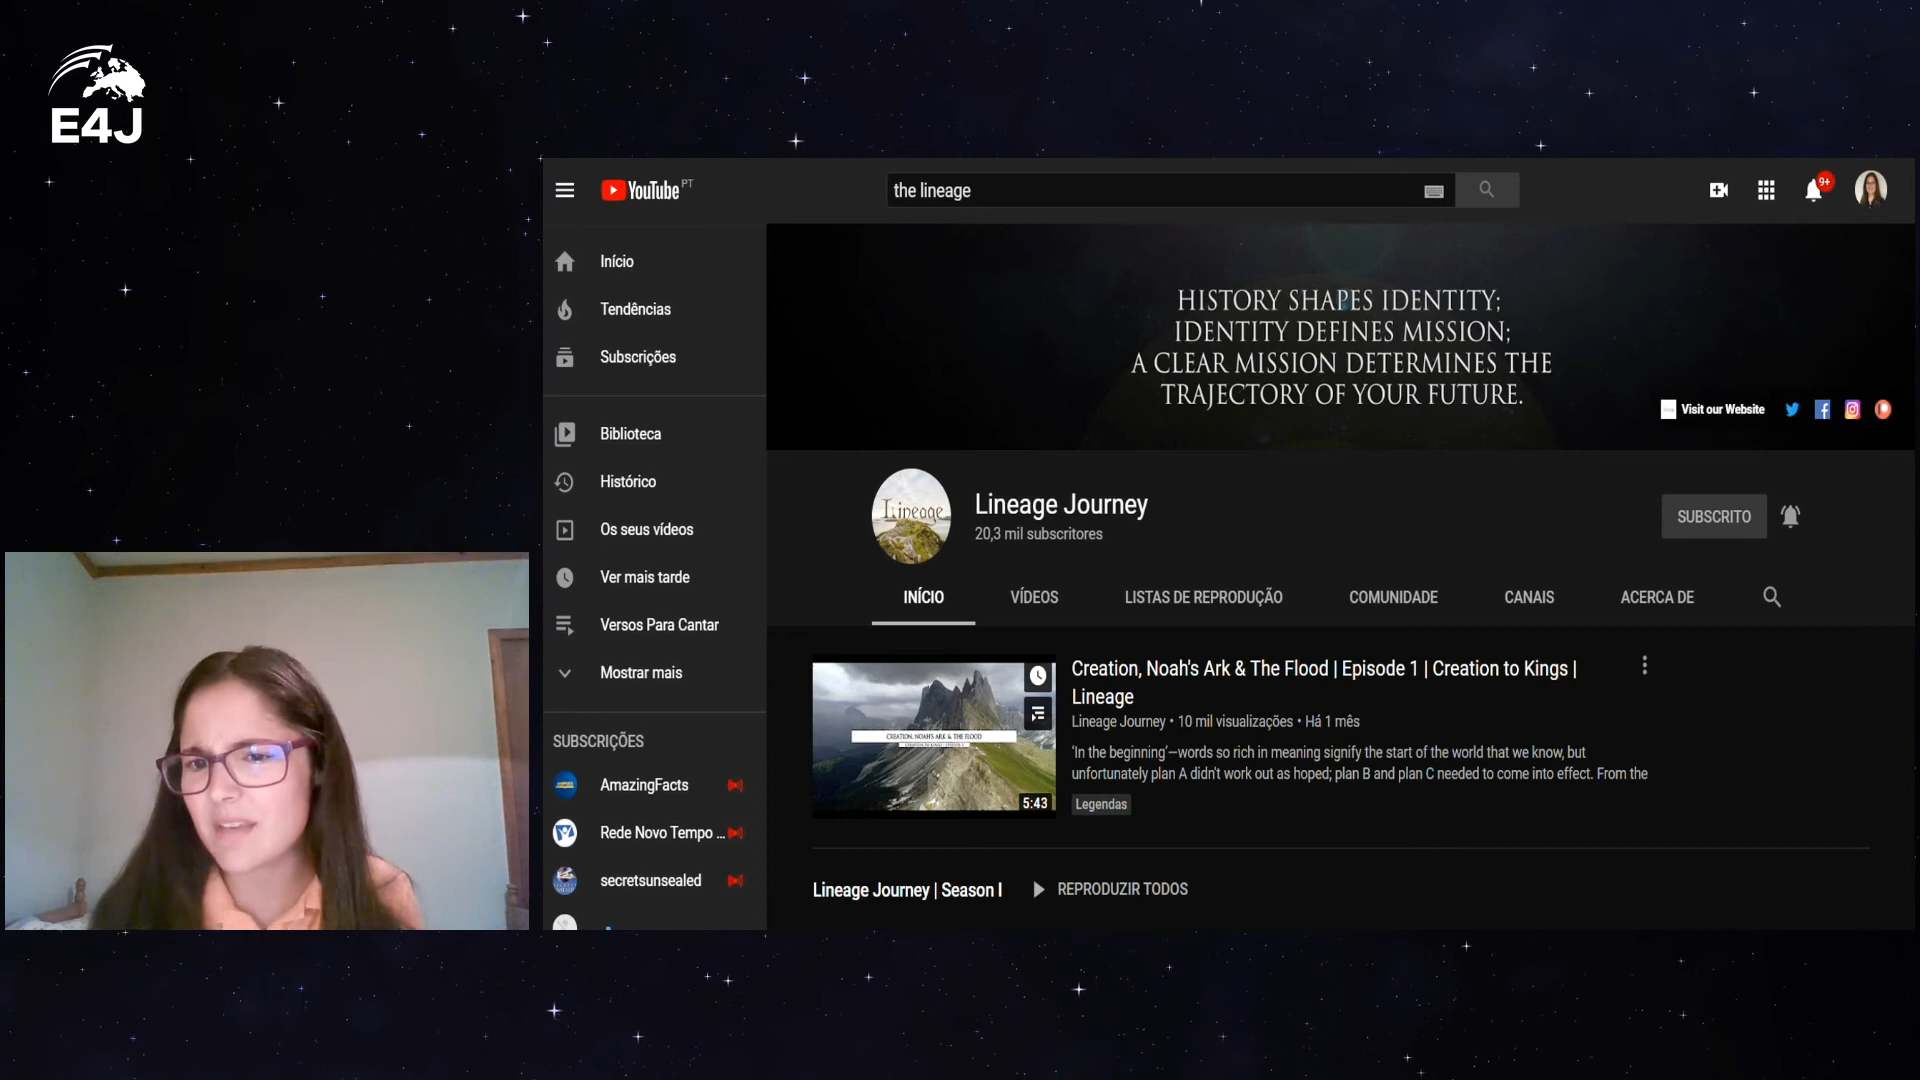 E4J
YouTube PT
the lineage
9+
Início
Tendências
Subscrições
Biblioteca
Histórico
Os seus vídeos
Ver mais tarde
Versos Para Cantar
Mostrar mais
SUBSCRIÇÕES
AmazingFacts
Rede Novo Tempo ...
secretsunsealed
HISTORY SHAPES IDENTITY;
IDENTITY DEFINES MISSION;
A CLEAR MISSION DETERMINES THE
TRAJECTORY OF YOUR FUTURE.
Visit our Website
Lineage
Lineage Journey
20,3 mil subscritores
SUBSCRITO
INÍCIO VÍDEOS LISTAS DE REPRODUÇÃO COMUNIDADE CANAIS ACERCA DE
CREATION, NOAH'S ARK & THE FLOOD
5:43
Creation, Noah's Ark & The Flood | Episode 1 | Creation to Kings |
Lineage
Lineage Journey • 10 mil visualizações • Há 1 mês
'In the beginning'–words so rich in meaning signify the start of the world that we know, but
unfortunately plan A didn't work out as hoped; plan B and plan C needed to come into effect. From the
Legendas
Lineage Journey | Season I REPRODUZIR TODOS